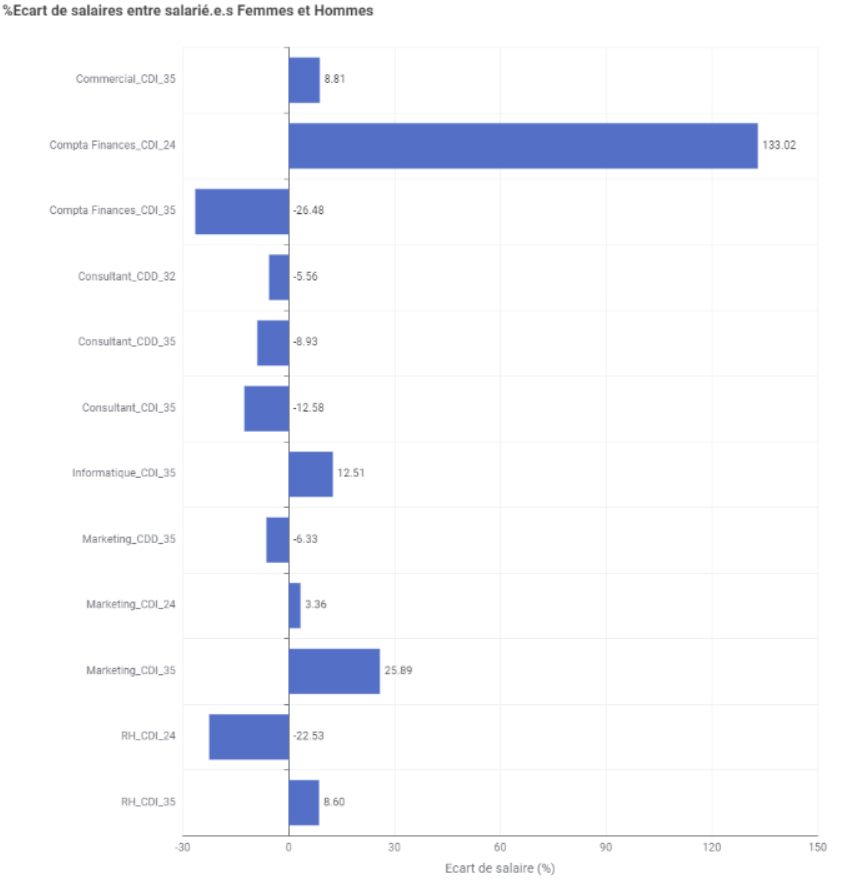 %Ecart de salaires entre salarié.e.s Femmes et Hommes
Commercial_CDI_35 8.81
Compta Finances_CDI_24 133.02
Compta Finances_CDI_35 -26.48
Consultant_CDD_32 -5.56
Consultant_CDD_35 -8.93
Consultant_CDI_35 -12.58
Informatique_CDI_35 12.51
Marketing_CDD_35 -6.33
Marketing_CDI_24 3.36
Marketing_CDI_35 25.89
RH_CDI_24 -22.53
RH_CDI_35 8.60
-30 0 30 60 90 120 150
Ecart de salaire (%)